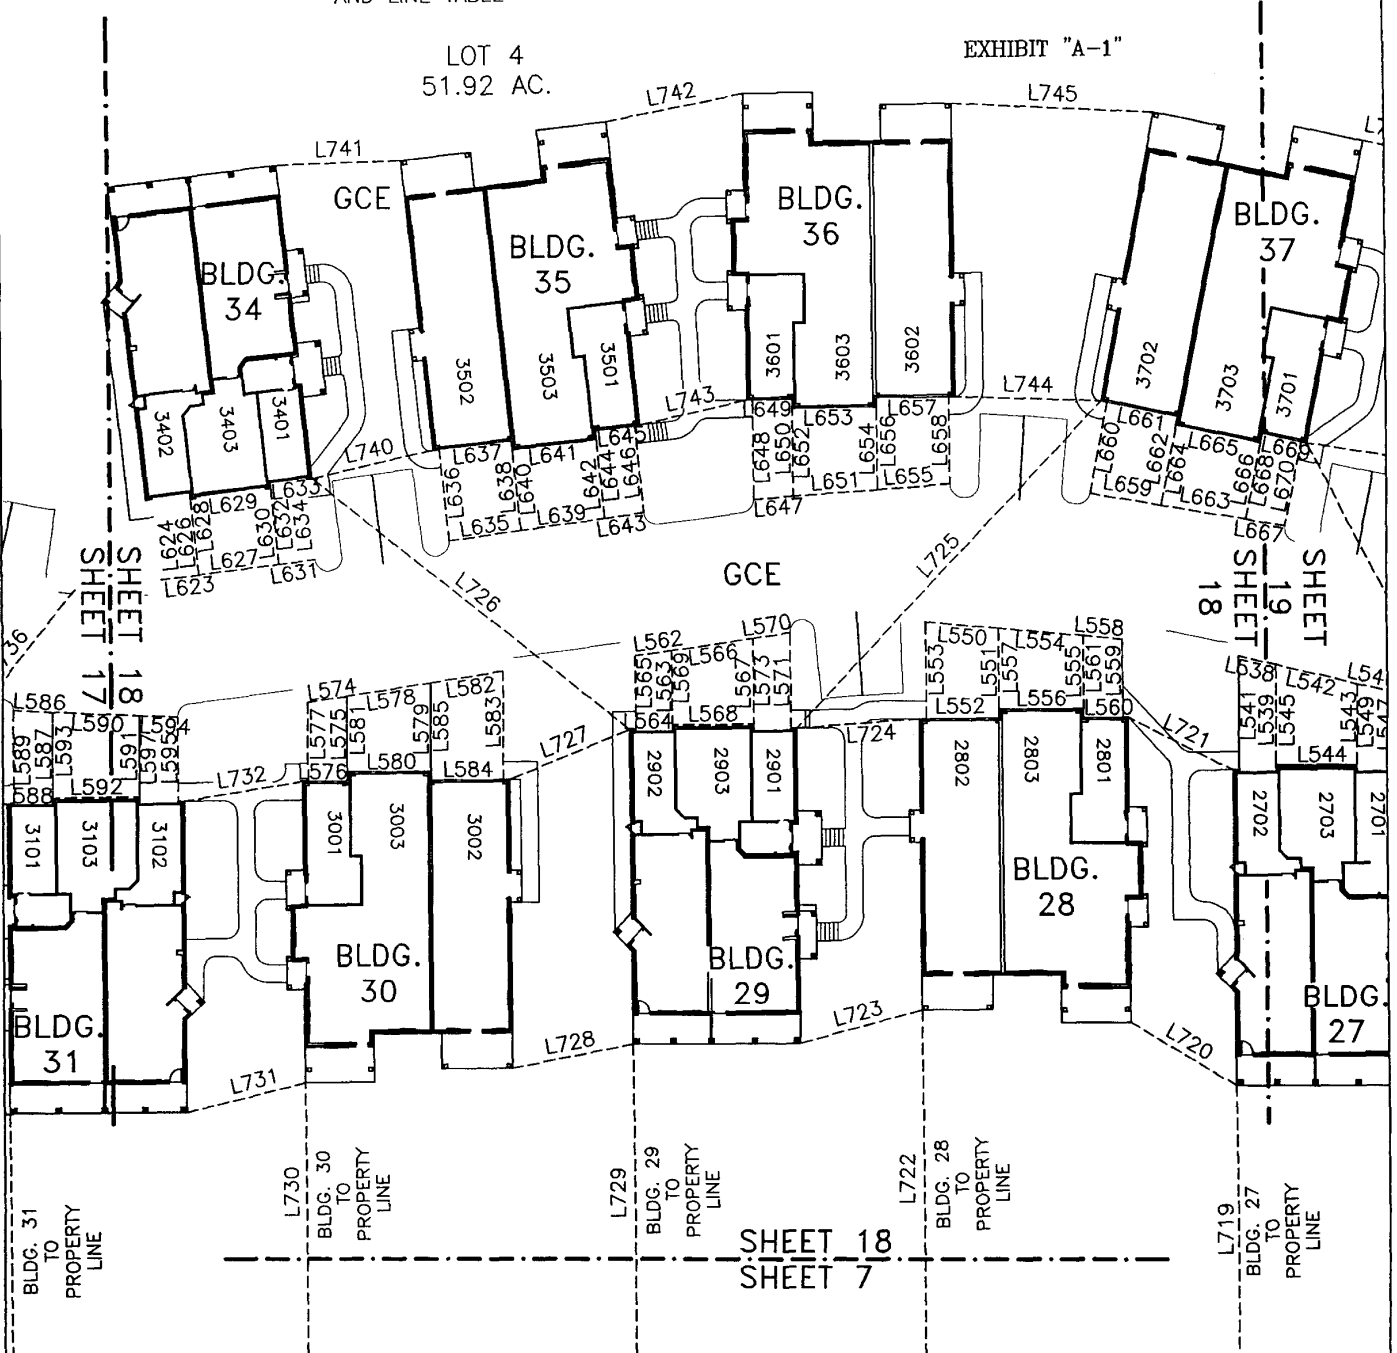 AND LINE TABLE
LOT 4
51.92 AC.
EXHIBIT "A-1"
L741
L742
L745
GCE
BLDG.
34
BLDG.
35
BLDG.
36
BLDG.
37
3402
3403
3401
3502
3503
3501
3601
3603
3602
3702
3703
3701
L740
L743
L744
L624
L626
L628
L629
L630
L632
L633
L634
L623
L627
L631
L636
L637
L638
L640
L641
L642
L644
L645
L646
L635
L639
L643
L648
L649
L650
L652
L653
L654
L656
L657
L658
L647
L651
L655
L660
L661
L662
L664
L665
L666
L668
L669
L670
L659
L663
L667
SHEET 17
SHEET 18
L726
GCE
L725
SHEET 18
SHEET 19
L586
L590
L594
L589
L587
L593
L591
L597
L595
588
L592
L574
L578
L582
L577
L575
L581
L579
L585
L583
576
L580
L584
L562
L566
L570
L565
L563
L569
L567
L573
L571
L564
L568
L550
L554
L558
L553
L551
L557
L555
L561
L559
L552
L556
L560
L538
L542
L541
L539
L545
L543
L549
L547
L544
L732
L727
L724
L721
3101
3103
3102
3001
3003
3002
2902
2903
2901
2802
2803
2801
2702
2703
2701
BLDG.
31
BLDG.
30
BLDG.
29
BLDG.
28
BLDG.
27
L731
L728
L723
L720
BLDG. 31
TO
PROPERTY
LINE
L730
BLDG. 30
TO
PROPERTY
LINE
L729
BLDG. 29
TO
PROPERTY
LINE
L722
BLDG. 28
TO
PROPERTY
LINE
L719
BLDG. 27
TO
PROPERTY
LINE
SHEET 18
SHEET 7